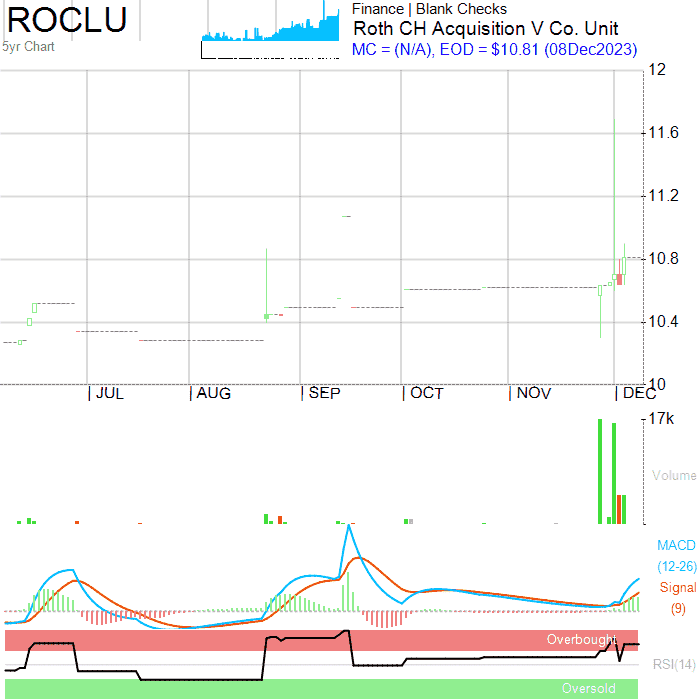 ROCLU
5yr Chart
Finance | Blank Checks
Roth CH Acquisition V Co. Unit
MC = (N/A), EOD = $10.81 (08Dec2023)
12
11.6
11.2
10.8
10.4
10
JUL
AUG
SEP
OCT
NOV
DEC
17k
Volume
MACD
(12-26)
Signal
(9)
Overbought
RSI(14)
Oversold